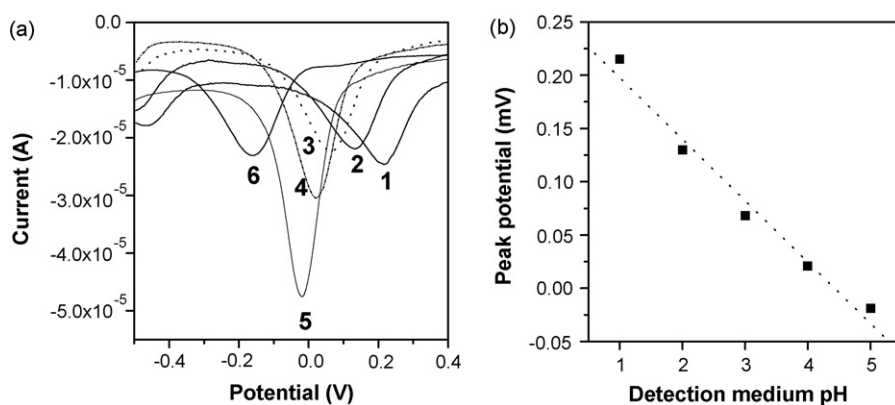 (a)
0.0
-1.0x10-5
-2.0x10-5
-3.0x10-5
-4.0x10-5
-5.0x10-5
Current (A)
3
2
1
6
4
5
-0.4 -0.2 0.0 0.2 0.4
Potential (V)
(b)
0.25
0.20
0.15
0.10
0.05
0.00
-0.05
Peak potential (mV)
1 2 3 4 5
Detection medium pH